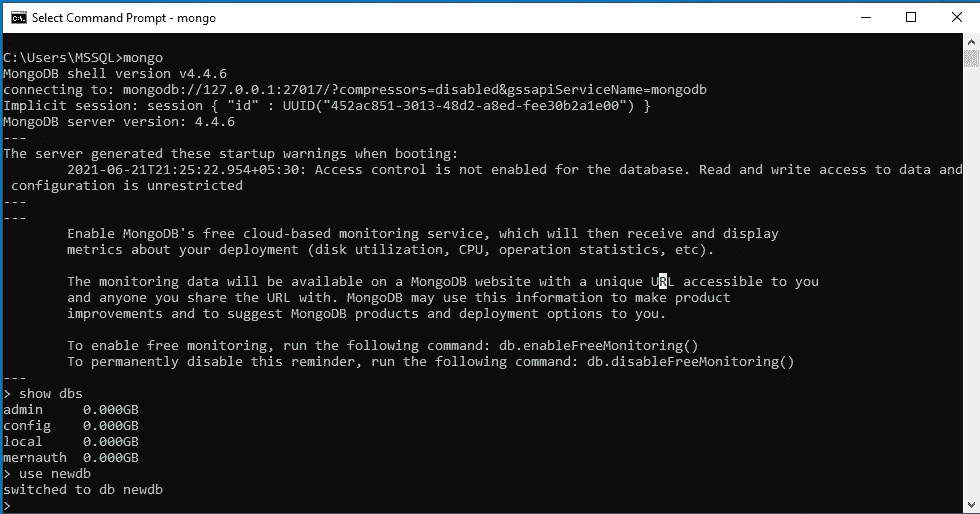 Select Command Prompt - mongo
C:\Users\MSSQL>mongo
MongoDB shell version v4.4.6
connecting to: mongodb://127.0.0.1:27017/?compressors=disabled&gssapiServiceName=mongodb
Implicit session: session { "id" : UUID("452ac851-3013-48d2-a8ed-fee30b2a1e00") }
MongoDB server version: 4.4.6
---
The server generated these startup warnings when booting:
        2021-06-21T21:25:22.954+05:30: Access control is not enabled for the database. Read and write access to data and
 configuration is unrestricted
---
---
        Enable MongoDB's free cloud-based monitoring service, which will then receive and display
        metrics about your deployment (disk utilization, CPU, operation statistics, etc).

        The monitoring data will be available on a MongoDB website with a unique URL accessible to you
        and anyone you share the URL with. MongoDB may use this information to make product
        improvements and to suggest MongoDB products and deployment options to you.

        To enable free monitoring, run the following command: db.enableFreeMonitoring()
        To permanently disable this reminder, run the following command: db.disableFreeMonitoring()
---
> show dbs
admin     0.000GB
config    0.000GB
local     0.000GB
mernauth  0.000GB
> use newdb
switched to db newdb
>